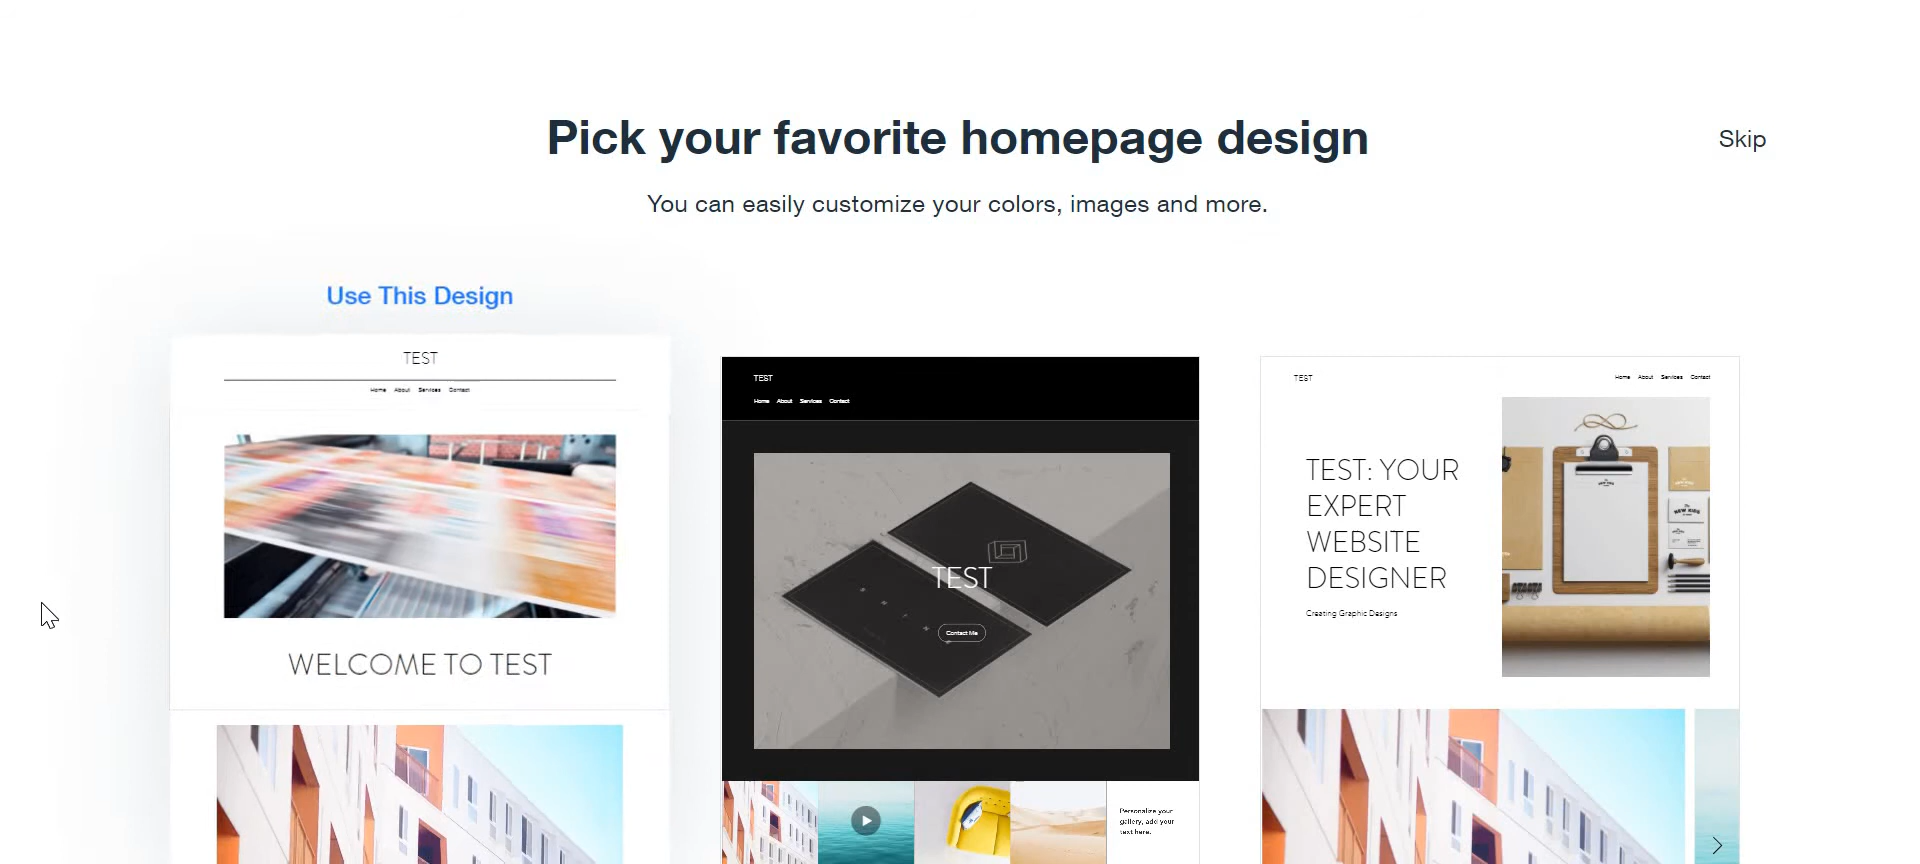 Pick your favorite homepage design
Skip
You can easily customize your colors, images and more.
Use This Design
TEST
Home About Services Contact
WELCOME TO TEST
TEST
Home About Services Contact
TEST
Contact Me
Personalize your
gallery, add your
text here.
TEST
Home About Services Contact
TEST: YOUR
EXPERT
WEBSITE
DESIGNER
Creating Graphic Designs